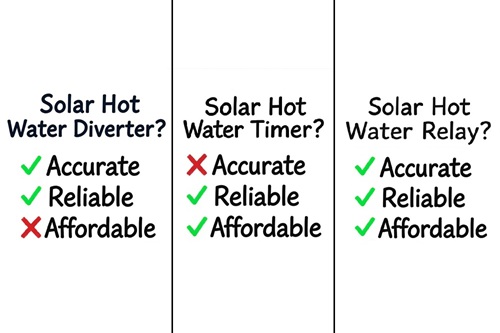 Solar Hot
Water Diverter?
✓ Accurate
✓ Reliable
✗ Affordable
Solar Hot
Water Timer?
✗ Accurate
✓ Reliable
✓ Affordable
Solar Hot
Water Relay?
✓ Accurate
✓ Reliable
✓ Affordable